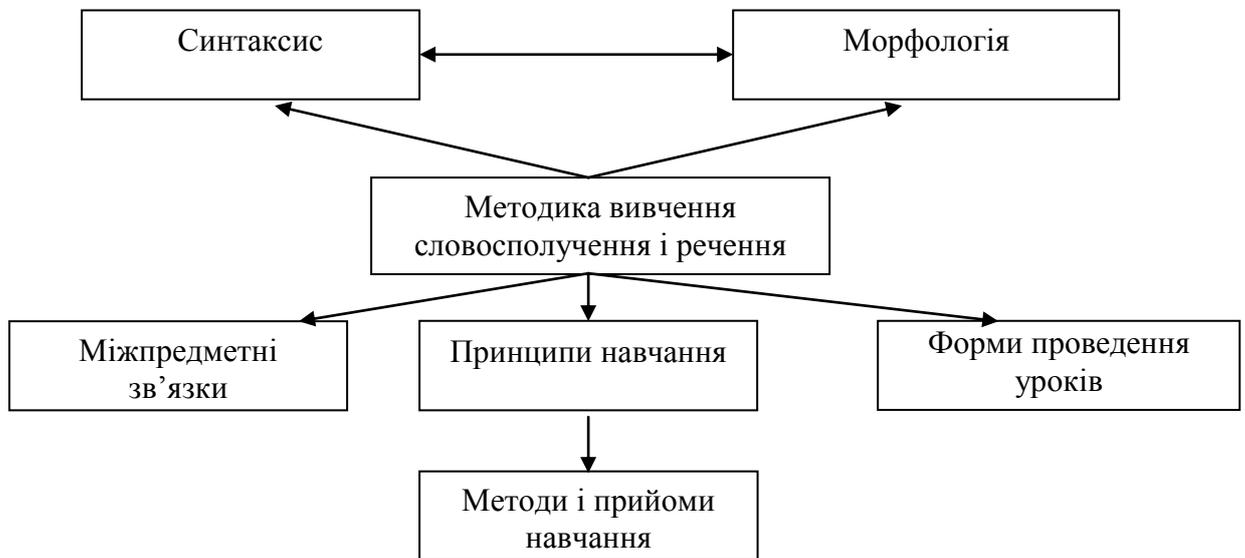 Синтаксис
Морфологія
Методика вивчення
словосполучення і речення
Міжпредметні
зв’язки
Принципи навчання
Форми проведення
уроків
Методи і прийоми
навчання